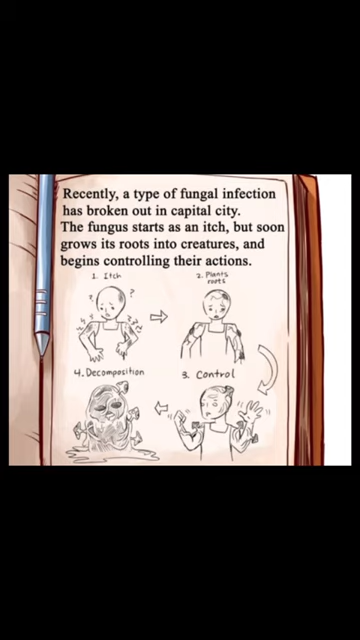 Recently, a type of fungal infection
has broken out in capital city.
The fungus starts as an itch, but soon
grows its roots into creatures, and
begins controlling their actions.
1. Itch
2. Plants
roots
? ?
3. Control
4. Decomposition